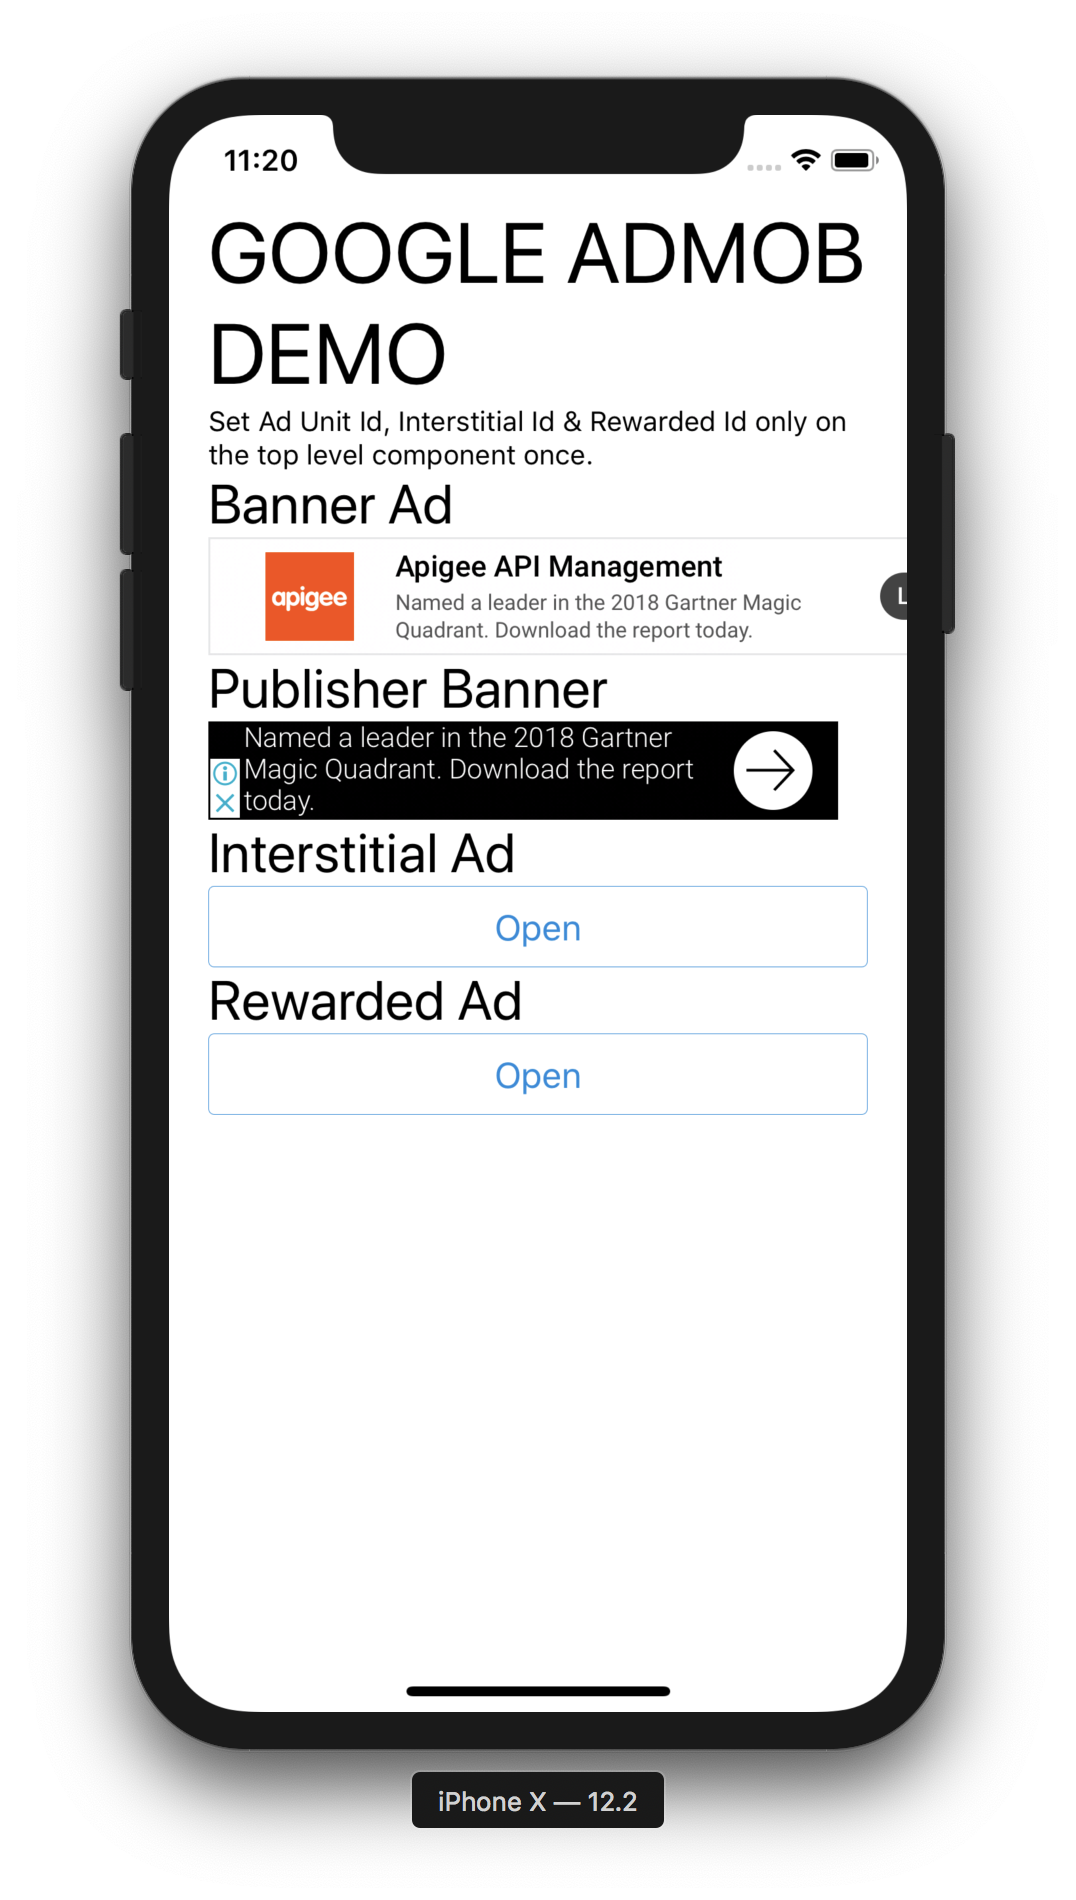 11:20
GOOGLE ADMOB
DEMO
Set Ad Unit Id, Interstitial Id & Rewarded Id only on
the top level component once.
Banner Ad
apigee
Apigee API Management
Named a leader in the 2018 Gartner Magic
Quadrant. Download the report today.
L
Publisher Banner
Named a leader in the 2018 Gartner
Magic Quadrant. Download the report
today.
Interstitial Ad
Open
Rewarded Ad
Open
iPhone X — 12.2